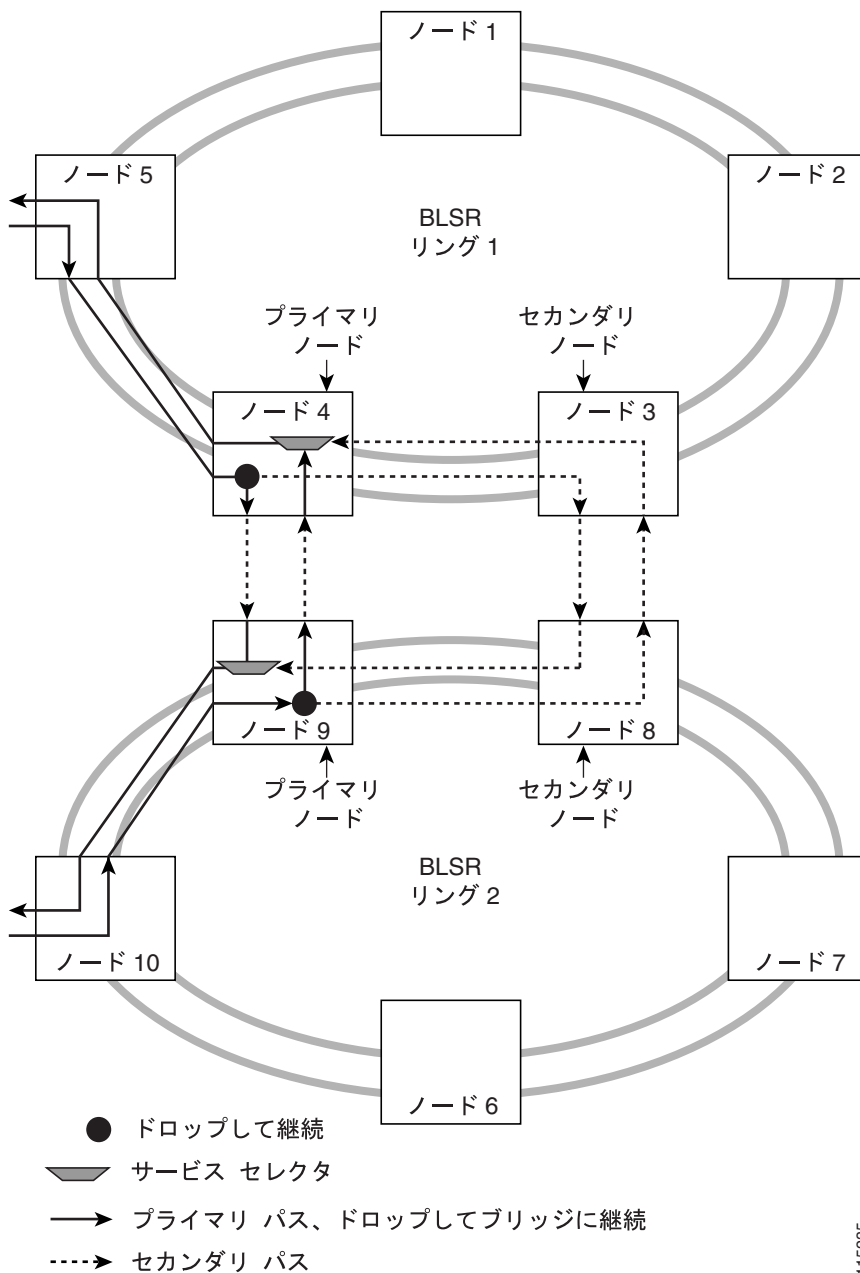 ノード 1
ノード 5
ノード 2
BLSR
リング 1
プライマリ
ノード
セカンダリ
ノード
ノード 4
ノード 3
ノード 9
ノード 8
プライマリ
ノード
セカンダリ
ノード
BLSR
リング 2
ノード 10
ノード 7
ノード 6
ドロップして継続
サービス セレクタ
プライマリ パス、ドロップしてブリッジに継続
セカンダリ パス